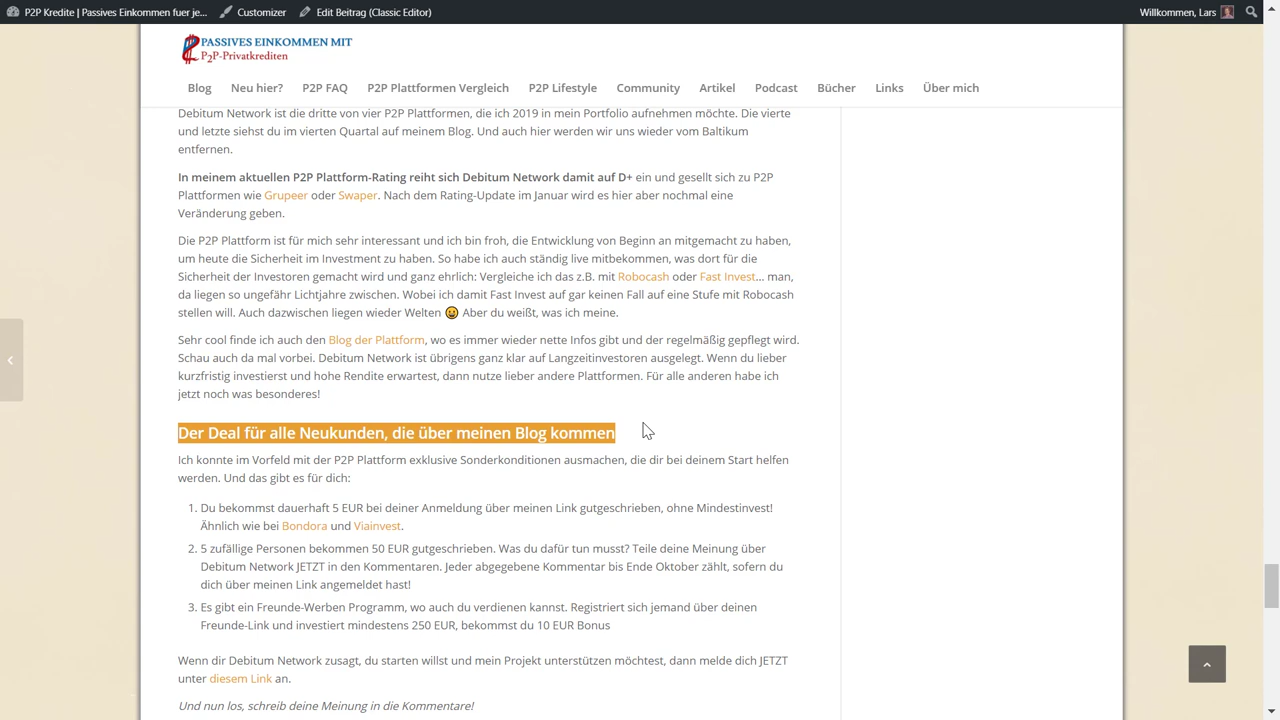 P2P Kredite | Passives Einkommen fuer je... Customizer Edit Beitrag (Classic Editor) Willkommen, Lars
PASSIVES EINKOMMEN MIT
P2P-Privatkrediten
Blog Neu hier? P2P FAQ P2P Plattformen Vergleich P2P Lifestyle Community Artikel Podcast Bücher Links Über mich
Debitum Network ist die dritte von vier P2P Plattformen, die ich 2019 in mein Portfolio aufnehmen möchte. Die vierte
und letzte siehst du im vierten Quartal auf meinem Blog. Und auch hier werden wir uns wieder vom Baltikum
entfernen.
In meinem aktuellen P2P Plattform-Rating reiht sich Debitum Network damit auf D+ ein und gesellt sich zu P2P
Plattformen wie Grupeer oder Swaper. Nach dem Rating-Update im Januar wird es hier aber nochmal eine
Veränderung geben.
Die P2P Plattform ist für mich sehr interessant und ich bin froh, die Entwicklung von Beginn an mitgemacht zu haben,
um heute die Sicherheit im Investment zu haben. So habe ich auch ständig live mitbekommen, was dort für die
Sicherheit der Investoren gemacht wird und ganz ehrlich: Vergleiche ich das z.B. mit Robocash oder Fast Invest... man,
da liegen so ungefähr Lichtjahre zwischen. Wobei ich damit Fast Invest auf gar keinen Fall auf eine Stufe mit Robocash
stellen will. Auch dazwischen liegen wieder Welten 😀 Aber du weißt, was ich meine.
Sehr cool finde ich auch den Blog der Plattform, wo es immer wieder nette Infos gibt und der regelmäßig gepflegt wird.
Schau auch da mal vorbei. Debitum Network ist übrigens ganz klar auf Langzeitinvestoren ausgelegt. Wenn du lieber
kurzfristig investierst und hohe Rendite erwartest, dann nutze lieber andere Plattformen. Für alle anderen habe ich
jetzt noch was besonderes!
Der Deal für alle Neukunden, die über meinen Blog kommen
Ich konnte im Vorfeld mit der P2P Plattform exklusive Sonderkonditionen ausmachen, die dir bei deinem Start helfen
werden. Und das gibt es für dich:
1. Du bekommst dauerhaft 5 EUR bei deiner Anmeldung über meinen Link gutgeschrieben, ohne Mindestinvest!
Ähnlich wie bei Bondora und Viainvest.
2. 5 zufällige Personen bekommen 50 EUR gutgeschrieben. Was du dafür tun musst? Teile deine Meinung über
Debitum Network JETZT in den Kommentaren. Jeder abgegebene Kommentar bis Ende Oktober zählt, sofern du
dich über meinen Link angemeldet hast!
3. Es gibt ein Freunde-Werben Programm, wo auch du verdienen kannst. Registriert sich jemand über deinen
Freunde-Link und investiert mindestens 250 EUR, bekommst du 10 EUR Bonus
Wenn dir Debitum Network zusagt, du starten willst und mein Projekt unterstützen möchtest, dann melde dich JETZT
unter diesem Link an.
Und nun los, schreib deine Meinung in die Kommentare!